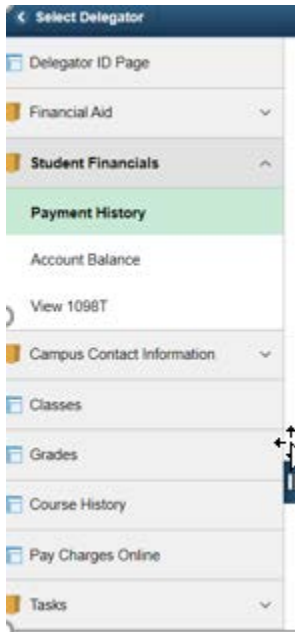 Select Delegator
Delegator ID Page
Financial Aid
Student Financials
Payment History
Account Balance
View 1098T
Campus Contact Information
Classes
Grades
Course History
Pay Charges Online
Tasks